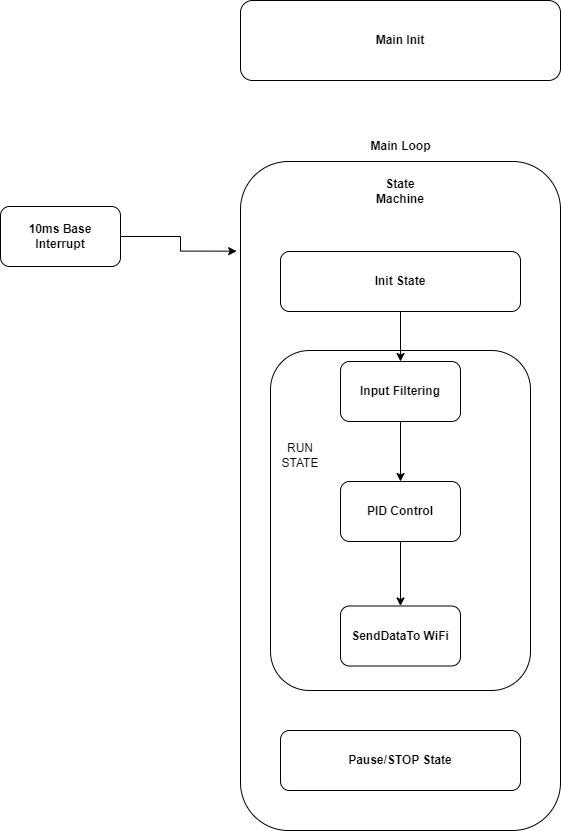 Main Init
Main Loop
State
Machine
10ms Base
Interrupt
Init State
Input Filtering
RUN
STATE
PID Control
SendDataTo WiFi
Pause/STOP State